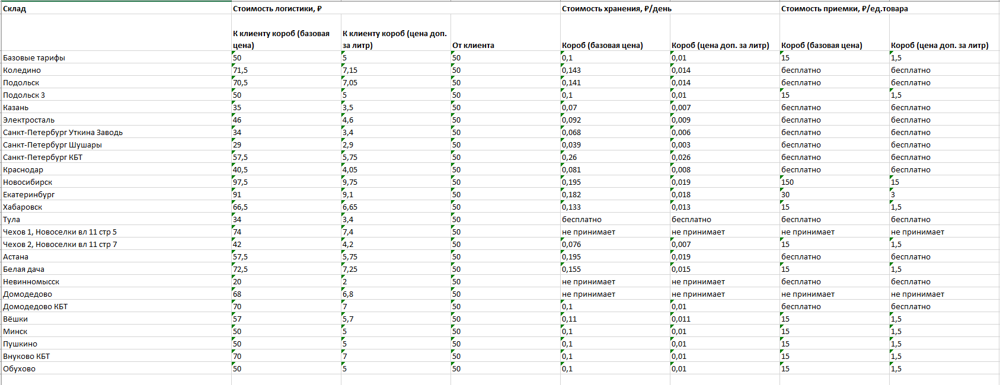 Склад Стоимость логистики, ₽ Стоимость хранения, ₽/день Стоимость приемки, ₽/ед.товара
К клиенту короб (базовая цена) К клиенту короб (цена доп. за литр) От клиента Короб (базовая цена) Короб (цена доп. за литр) Короб (базовая цена) Короб (цена доп. за литр)
Базовые тарифы 50 5 50 0,1 0,01 15 1,5
Коледино 71,5 7,15 50 0,143 0,014 бесплатно бесплатно
Подольск 70,5 7,05 50 0,141 0,014 бесплатно бесплатно
Подольск 3 50 5 50 0,1 0,01 15 1,5
Казань 35 3,5 50 0,07 0,007 бесплатно бесплатно
Электросталь 46 4,6 50 0,092 0,009 бесплатно бесплатно
Санкт-Петербург Уткина Заводь 34 3,4 50 0,068 0,006 бесплатно бесплатно
Санкт-Петербург Шушары 29 2,9 50 0,039 0,003 бесплатно бесплатно
Санкт-Петербург КБТ 57,5 5,75 50 0,26 0,026 бесплатно бесплатно
Краснодар 40,5 4,05 50 0,081 0,008 бесплатно бесплатно
Новосибирск 97,5 9,75 50 0,195 0,019 150 15
Екатеринбург 91 9,1 50 0,182 0,018 30 3
Хабаровск 66,5 6,65 50 0,133 0,013 15 1,5
Тула 34 3,4 50 бесплатно бесплатно бесплатно бесплатно
Чехов 1, Новоселки вл 11 стр 5 74 7,4 50 не принимает не принимает не принимает не принимает
Чехов 2, Новоселки вл 11 стр 7 42 4,2 50 0,076 0,007 15 1,5
Астана 57,5 5,75 50 0,195 0,019 бесплатно бесплатно
Белая дача 72,5 7,25 50 0,155 0,015 15 1,5
Невинномысск 20 2 50 не принимает не принимает бесплатно бесплатно
Домодедово 68 6,8 50 не принимает не принимает не принимает не принимает
Домодедово КБТ 70 7 50 0,1 0,01 бесплатно бесплатно
Вёшки 57 5,7 50 0,11 0,011 15 1,5
Минск 50 5 50 0,1 0,01 15 1,5
Пушкино 50 5 50 0,1 0,01 15 1,5
Внуково КБТ 70 7 50 0,1 0,01 15 1,5
Обухово 50 5 50 0,1 0,01 15 1,5